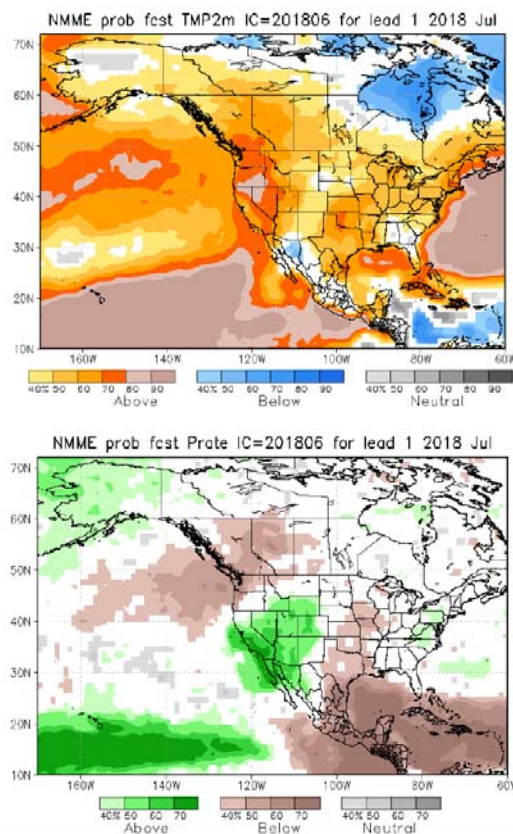 NMME prob fcst TMP2m IC=201806 for lead 1 2018 Jul
70N
60N
50N
40N
30N
20N
10N
160W 140W 120W 100W 80W 60W
40% 50 60 70 80 90 40% 50 60 70 80 90 40% 50 60 70 80 90
Above Below Neutral
NMME prob fcst Prate IC=201806 for lead 1 2018 Jul
70N
60N
50N
40N
30N
20N
10N
160W 140W 120W 100W 80W 60W
40% 50 60 70 40% 50 60 70 40% 50 60 70
Above Below Neutral